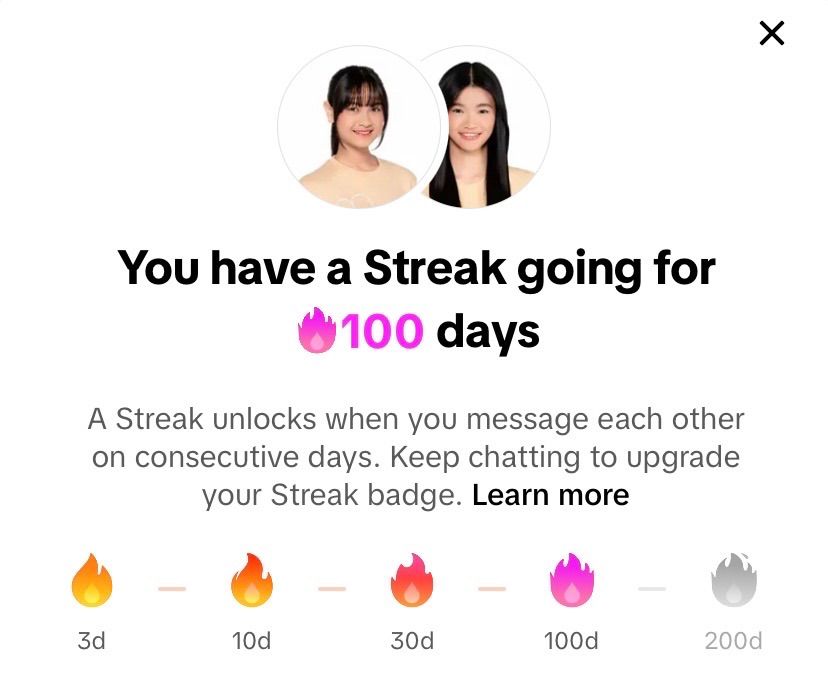 You have a Streak going for
100 days
A Streak unlocks when you message each other
on consecutive days. Keep chatting to upgrade
your Streak badge. Learn more
3d
10d
30d
100d
200d